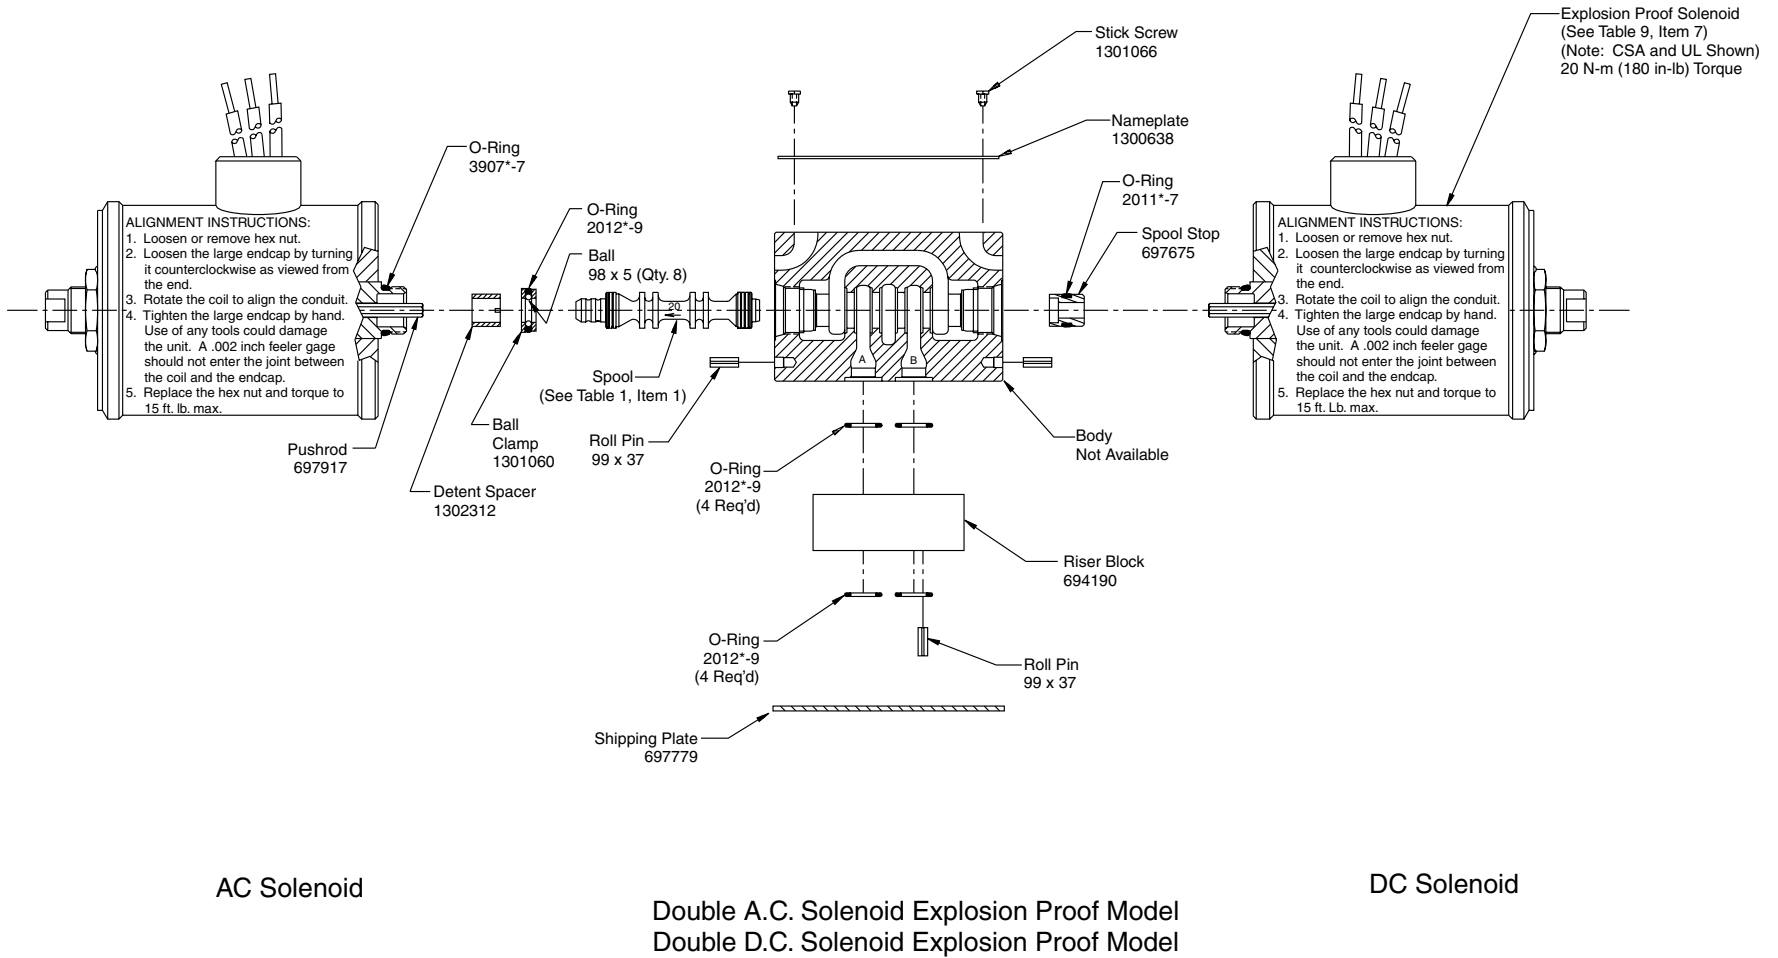 Explosion Proof Solenoid
(See Table 9, Item 7)
(Note: CSA and UL Shown)
20 N-m (180 in-lb) Torque
Stick Screw
1301066
Nameplate
1300638
O-Ring
3907*-7
O-Ring
2011*-7
O-Ring
2012*-9
Spool Stop
697675
Ball
98 x 5 (Qty. 8)
ALIGNMENT INSTRUCTIONS:
1. Loosen or remove hex nut.
2. Loosen the large endcap by turning
it counterclockwise as viewed from
the end.
3. Rotate the coil to align the conduit.
4. Tighten the large endcap by hand.
Use of any tools could damage
the unit. A .002 inch feeler gage
should not enter the joint between
the coil and the endcap.
5. Replace the hex nut and torque to
15 ft. lb. max.
20
A
B
ALIGNMENT INSTRUCTIONS:
1. Loosen or remove hex nut.
2. Loosen the large endcap by turning
it counterclockwise as viewed from
the end.
3. Rotate the coil to align the conduit.
4. Tighten the large endcap by hand.
Use of any tools could damage
the unit. A .002 inch feeler gage
should not enter the joint between
the coil and the endcap.
5. Replace the hex nut and torque to
15 ft. Lb. max.
Spool
(See Table 1, Item 1)
Pushrod
697917
Ball
Clamp
1301060
Roll Pin
99 x 37
Body
Not Available
Detent Spacer
1302312
O-Ring
2012*-9
(4 Req'd)
Riser Block
694190
O-Ring
2012*-9
(4 Req'd)
Roll Pin
99 x 37
Shipping Plate
697779
AC Solenoid
DC Solenoid
Double A.C. Solenoid Explosion Proof Model
Double D.C. Solenoid Explosion Proof Model